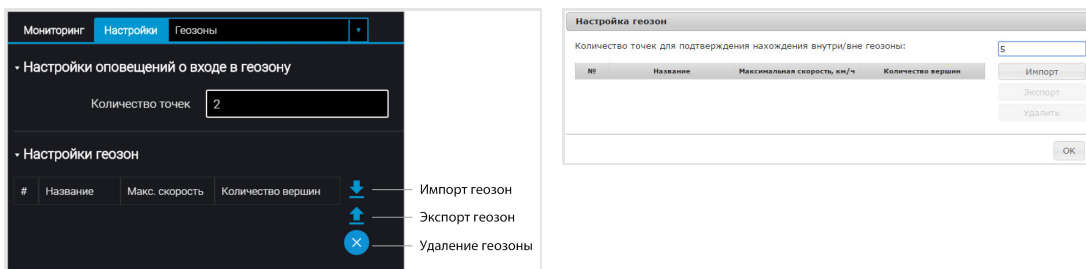 Мониторинг Настройки Геозоны
Настройки оповещений о входе в геозону
Количество точек 2
Настройки геозон
# Название Макс. скорость Количество вершин
Импорт геозон
Экспорт геозон
Удаление геозоны
Настройка геозон
Количество точек для подтверждения нахождения внутри/вне геозоны: 5
№ Название Максимальная скорость, км/ч Количество вершин
Импорт
Экспорт
Удалить
OK